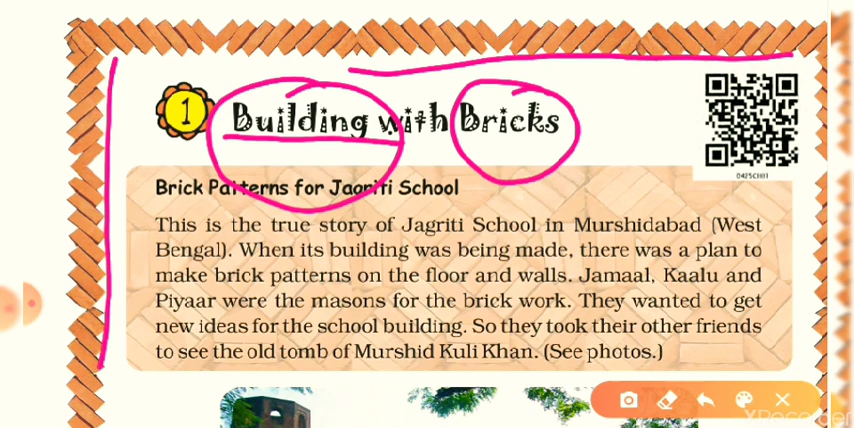 1 Building with Bricks
0425CH01
Brick Patterns for Jagriti School
This is the true story of Jagriti School in Murshidabad (West
Bengal). When its building was being made, there was a plan to
make brick patterns on the floor and walls. Jamaal, Kaalu and
Piyaar were the masons for the brick work. They wanted to get
new ideas for the school building. So they took their other friends
to see the old tomb of Murshid Kuli Khan. (See photos.)
XRecorder